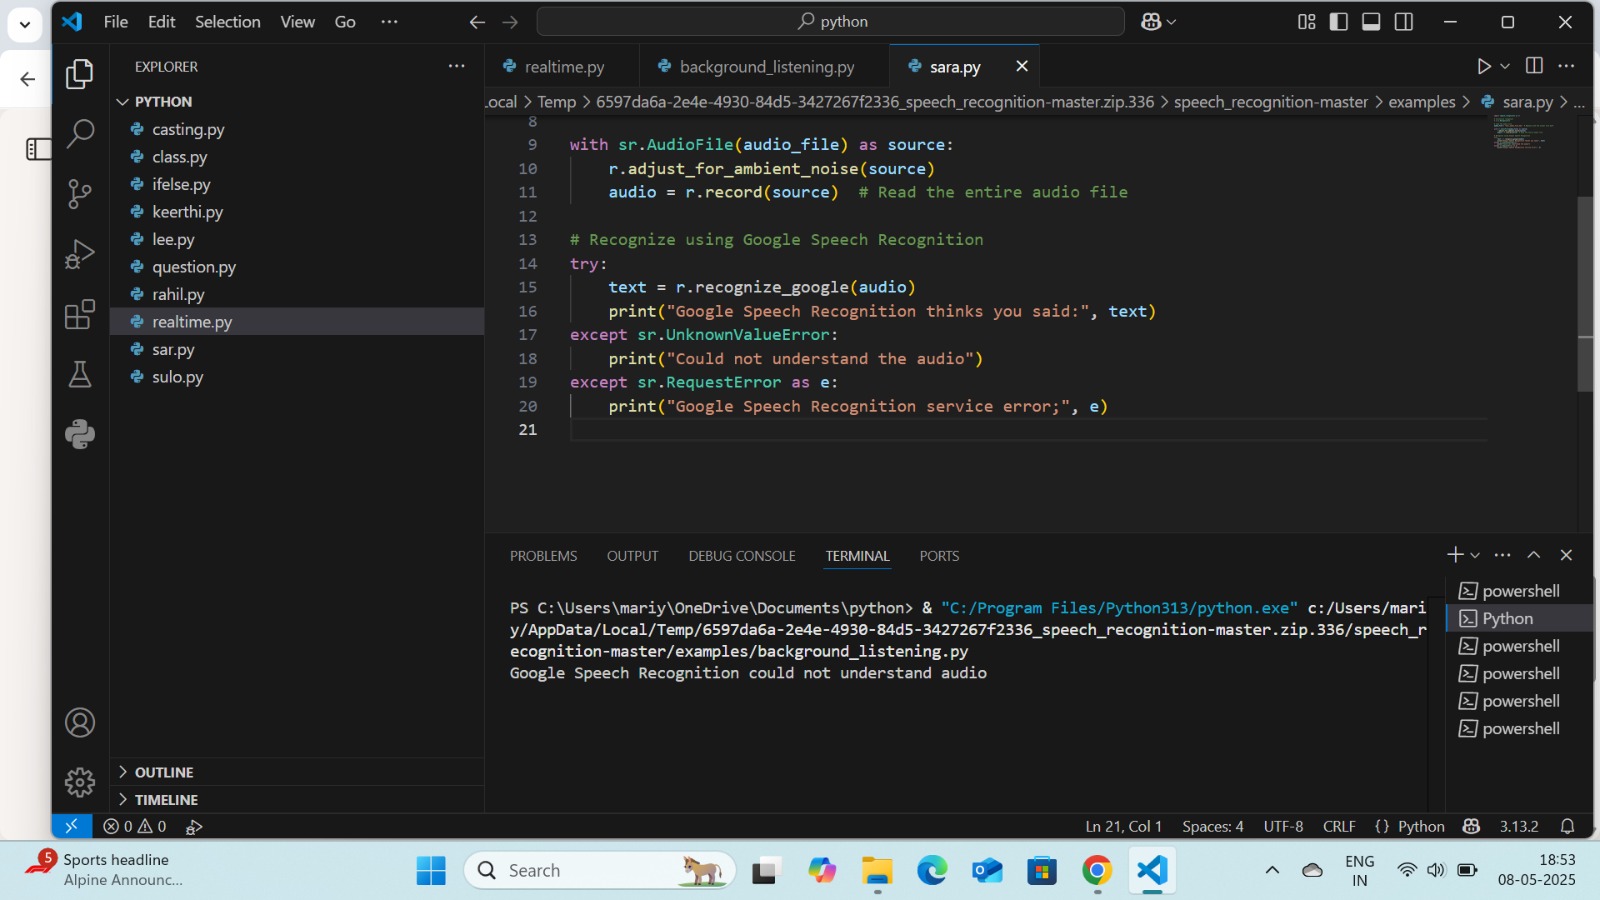 File Edit Selection View Go ··· python
EXPLORER ···
PYTHON
casting.py
class.py
ifelse.py
keerthi.py
lee.py
question.py
rahil.py
realtime.py
sar.py
sulo.py
OUTLINE
TIMELINE
realtime.py background_listening.py sara.py
Local > Temp > 6597da6a-2e4e-4930-84d5-3427267f2336_speech_recognition-master.zip.336 > speech_recognition-master > examples > sara.py > ...
8
9 with sr.AudioFile(audio_file) as source:
10 r.adjust_for_ambient_noise(source)
11 audio = r.record(source) # Read the entire audio file
12
13 # Recognize using Google Speech Recognition
14 try:
15 text = r.recognize_google(audio)
16 print("Google Speech Recognition thinks you said:", text)
17 except sr.UnknownValueError:
18 print("Could not understand the audio")
19 except sr.RequestError as e:
20 print("Google Speech Recognition service error;", e)
21
PROBLEMS OUTPUT DEBUG CONSOLE TERMINAL PORTS
PS C:\Users\mariy\OneDrive\Documents\python> & "C:/Program Files/Python313/python.exe" c:/Users/mari
y/AppData/Local/Temp/6597da6a-2e4e-4930-84d5-3427267f2336_speech_recognition-master.zip.336/speech_r
ecognition-master/examples/background_listening.py
Google Speech Recognition could not understand audio
powershell
Python
powershell
powershell
powershell
powershell
0 0 Ln 21, Col 1 Spaces: 4 UTF-8 CRLF {} Python 3.13.2
5
Sports headline
Alpine Announc...
Search
ENG
IN
18:53
08-05-2025